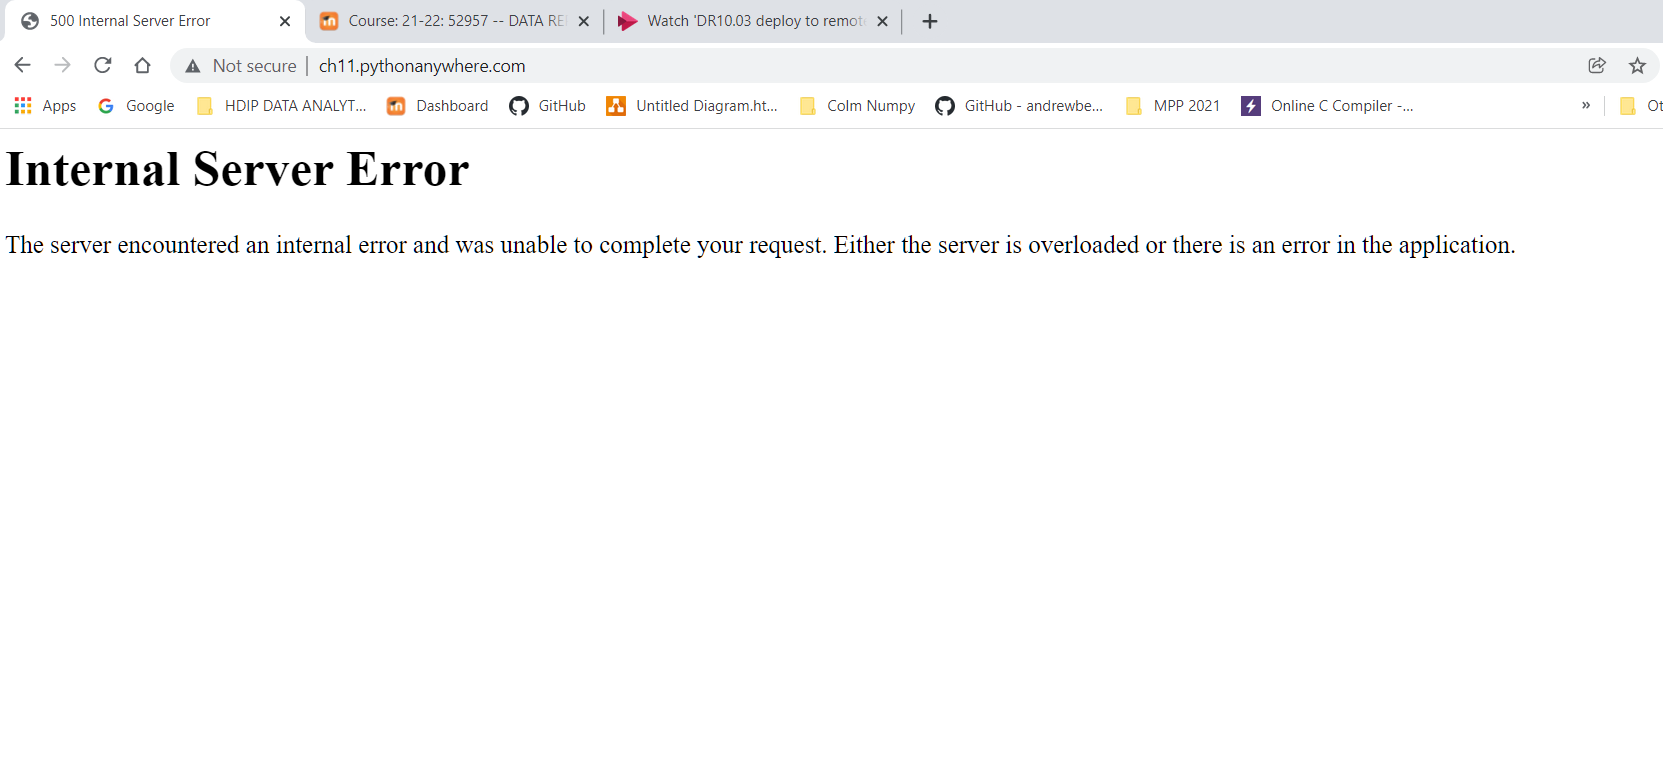 500 Internal Server Error
Course: 21-22: 52957 -- DATA RE
Watch 'DR10.03 deploy to remot
Not secure | ch11.pythonanywhere.com
Apps Google HDIP DATA ANALYT... Dashboard GitHub Untitled Diagram.ht... Colm Numpy GitHub - andrewbe... MPP 2021 Online C Compiler -... » Ot
Internal Server Error
The server encountered an internal error and was unable to complete your request. Either the server is overloaded or there is an error in the application.